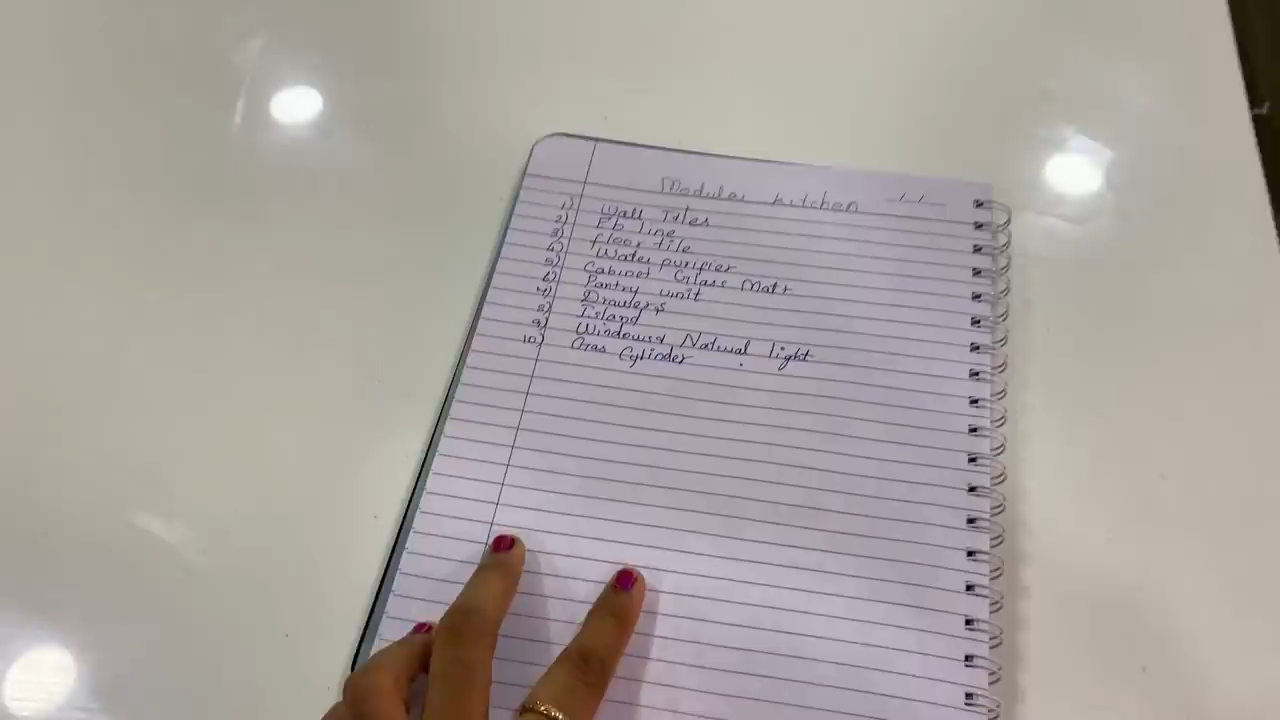 Modular Kitchen
1) Wall Tiles
2) Eb line
3) floor tile
4) Water purifier
5) Cabinet Glass Matt
6) Pantry unit
7) Drawers
8) Island
9) Windows & Natural light
10) Gas Cylinder